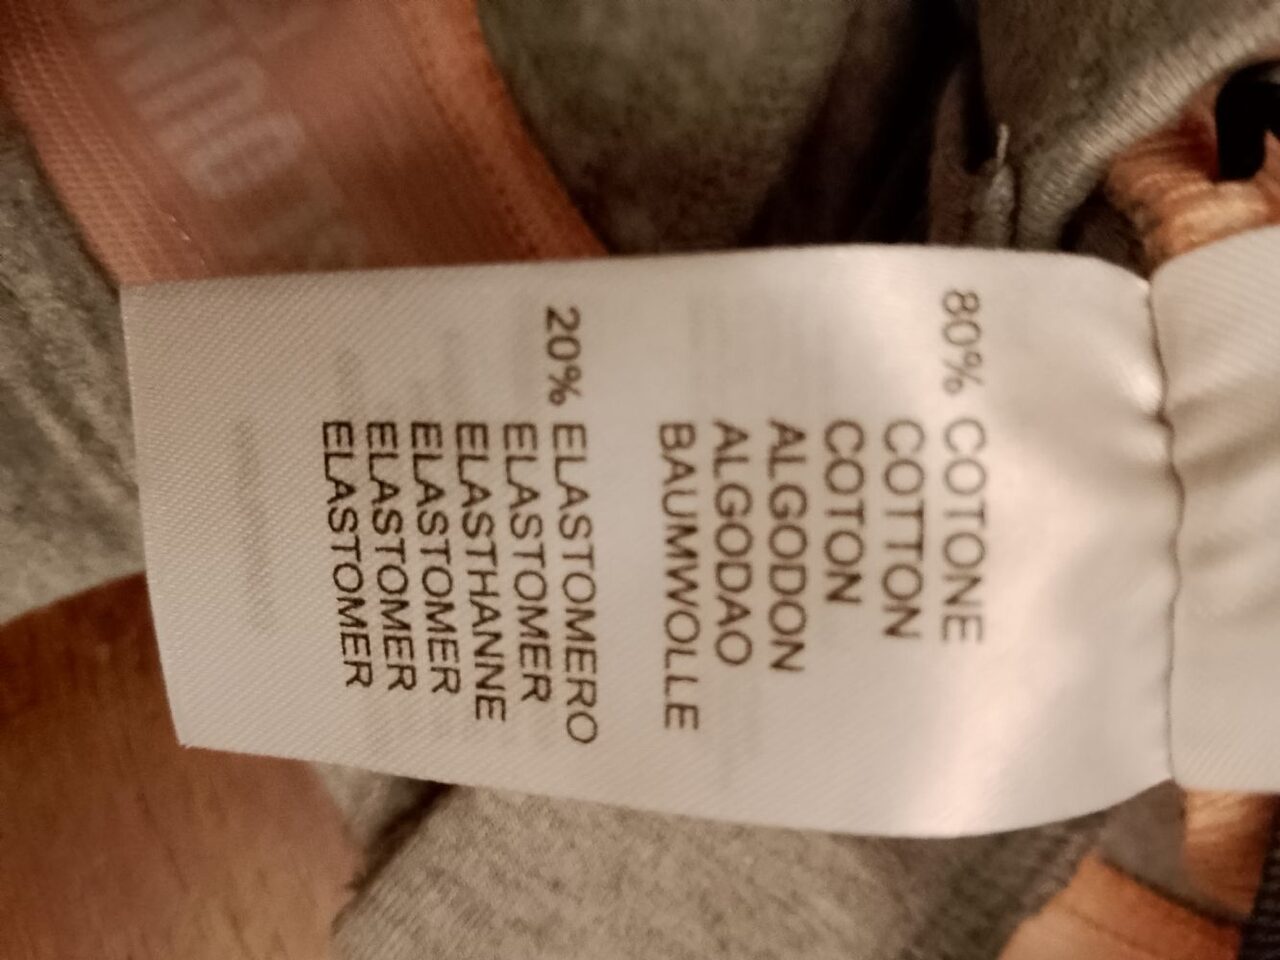 80% COTONE
COTTON
COTON
ALGODON
ALGODAO
BAUMWOLLE
20% ELASTOMERO
ELASTOMER
ELASTHANNE
ELASTOMER
ELASTOMER
ELASTOMER